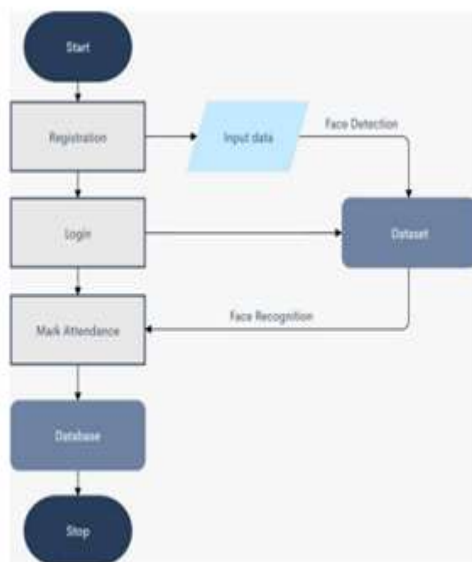 Start
Registration
Input data
Face Detection
Login
Dataset
Mark Attendance
Face Recognition
Database
Stop